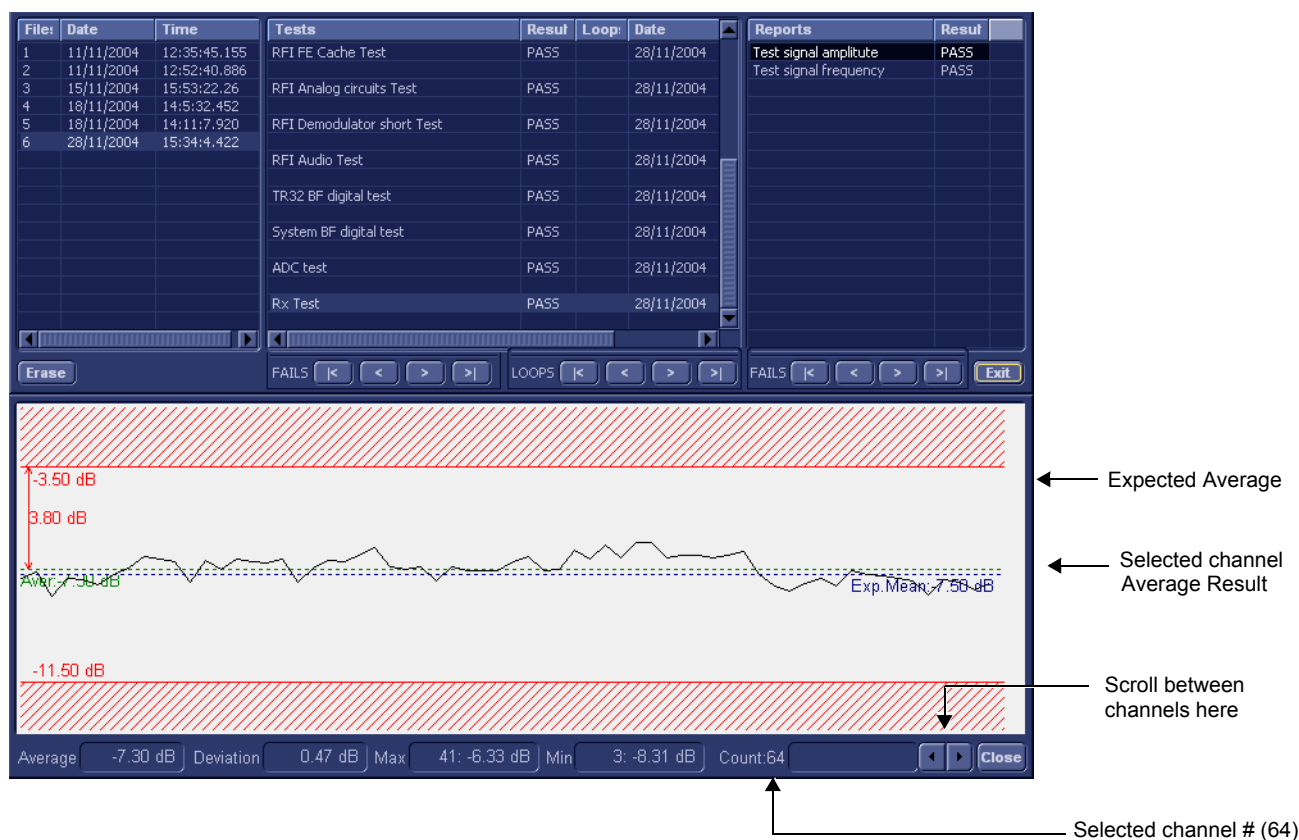 File: Date Time
1 11/11/2004 12:35:45.155
2 11/11/2004 12:52:40.886
3 15/11/2004 15:53:22.26
4 18/11/2004 14:5:32.452
5 18/11/2004 14:11:7.920
6 28/11/2004 15:34:4.422
Erase
Tests Resul Loop: Date
RFI FE Cache Test PASS 28/11/2004
RFI Analog circuits Test PASS 28/11/2004
RFI Demodulator short Test PASS 28/11/2004
RFI Audio Test PASS 28/11/2004
TR32 BF digital test PASS 28/11/2004
System BF digital test PASS 28/11/2004
ADC test PASS 28/11/2004
Rx Test PASS 28/11/2004
FAILS |< < > >| LOOPS |< < > >|
Reports Resul
Test signal amplitute PASS
Test signal frequency PASS
FAILS |< < > >| Exit
-3.50 dB
3.80 dB
Aver:-7.30 dB
Exp.Mean:-7.50 dB
-11.50 dB
Average -7.30 dB Deviation 0.47 dB Max 41: -6.33 dB Min 3: -8.31 dB Count:64 Close
Expected Average
Selected channel
Average Result
Scroll between
channels here
Selected channel # (64)